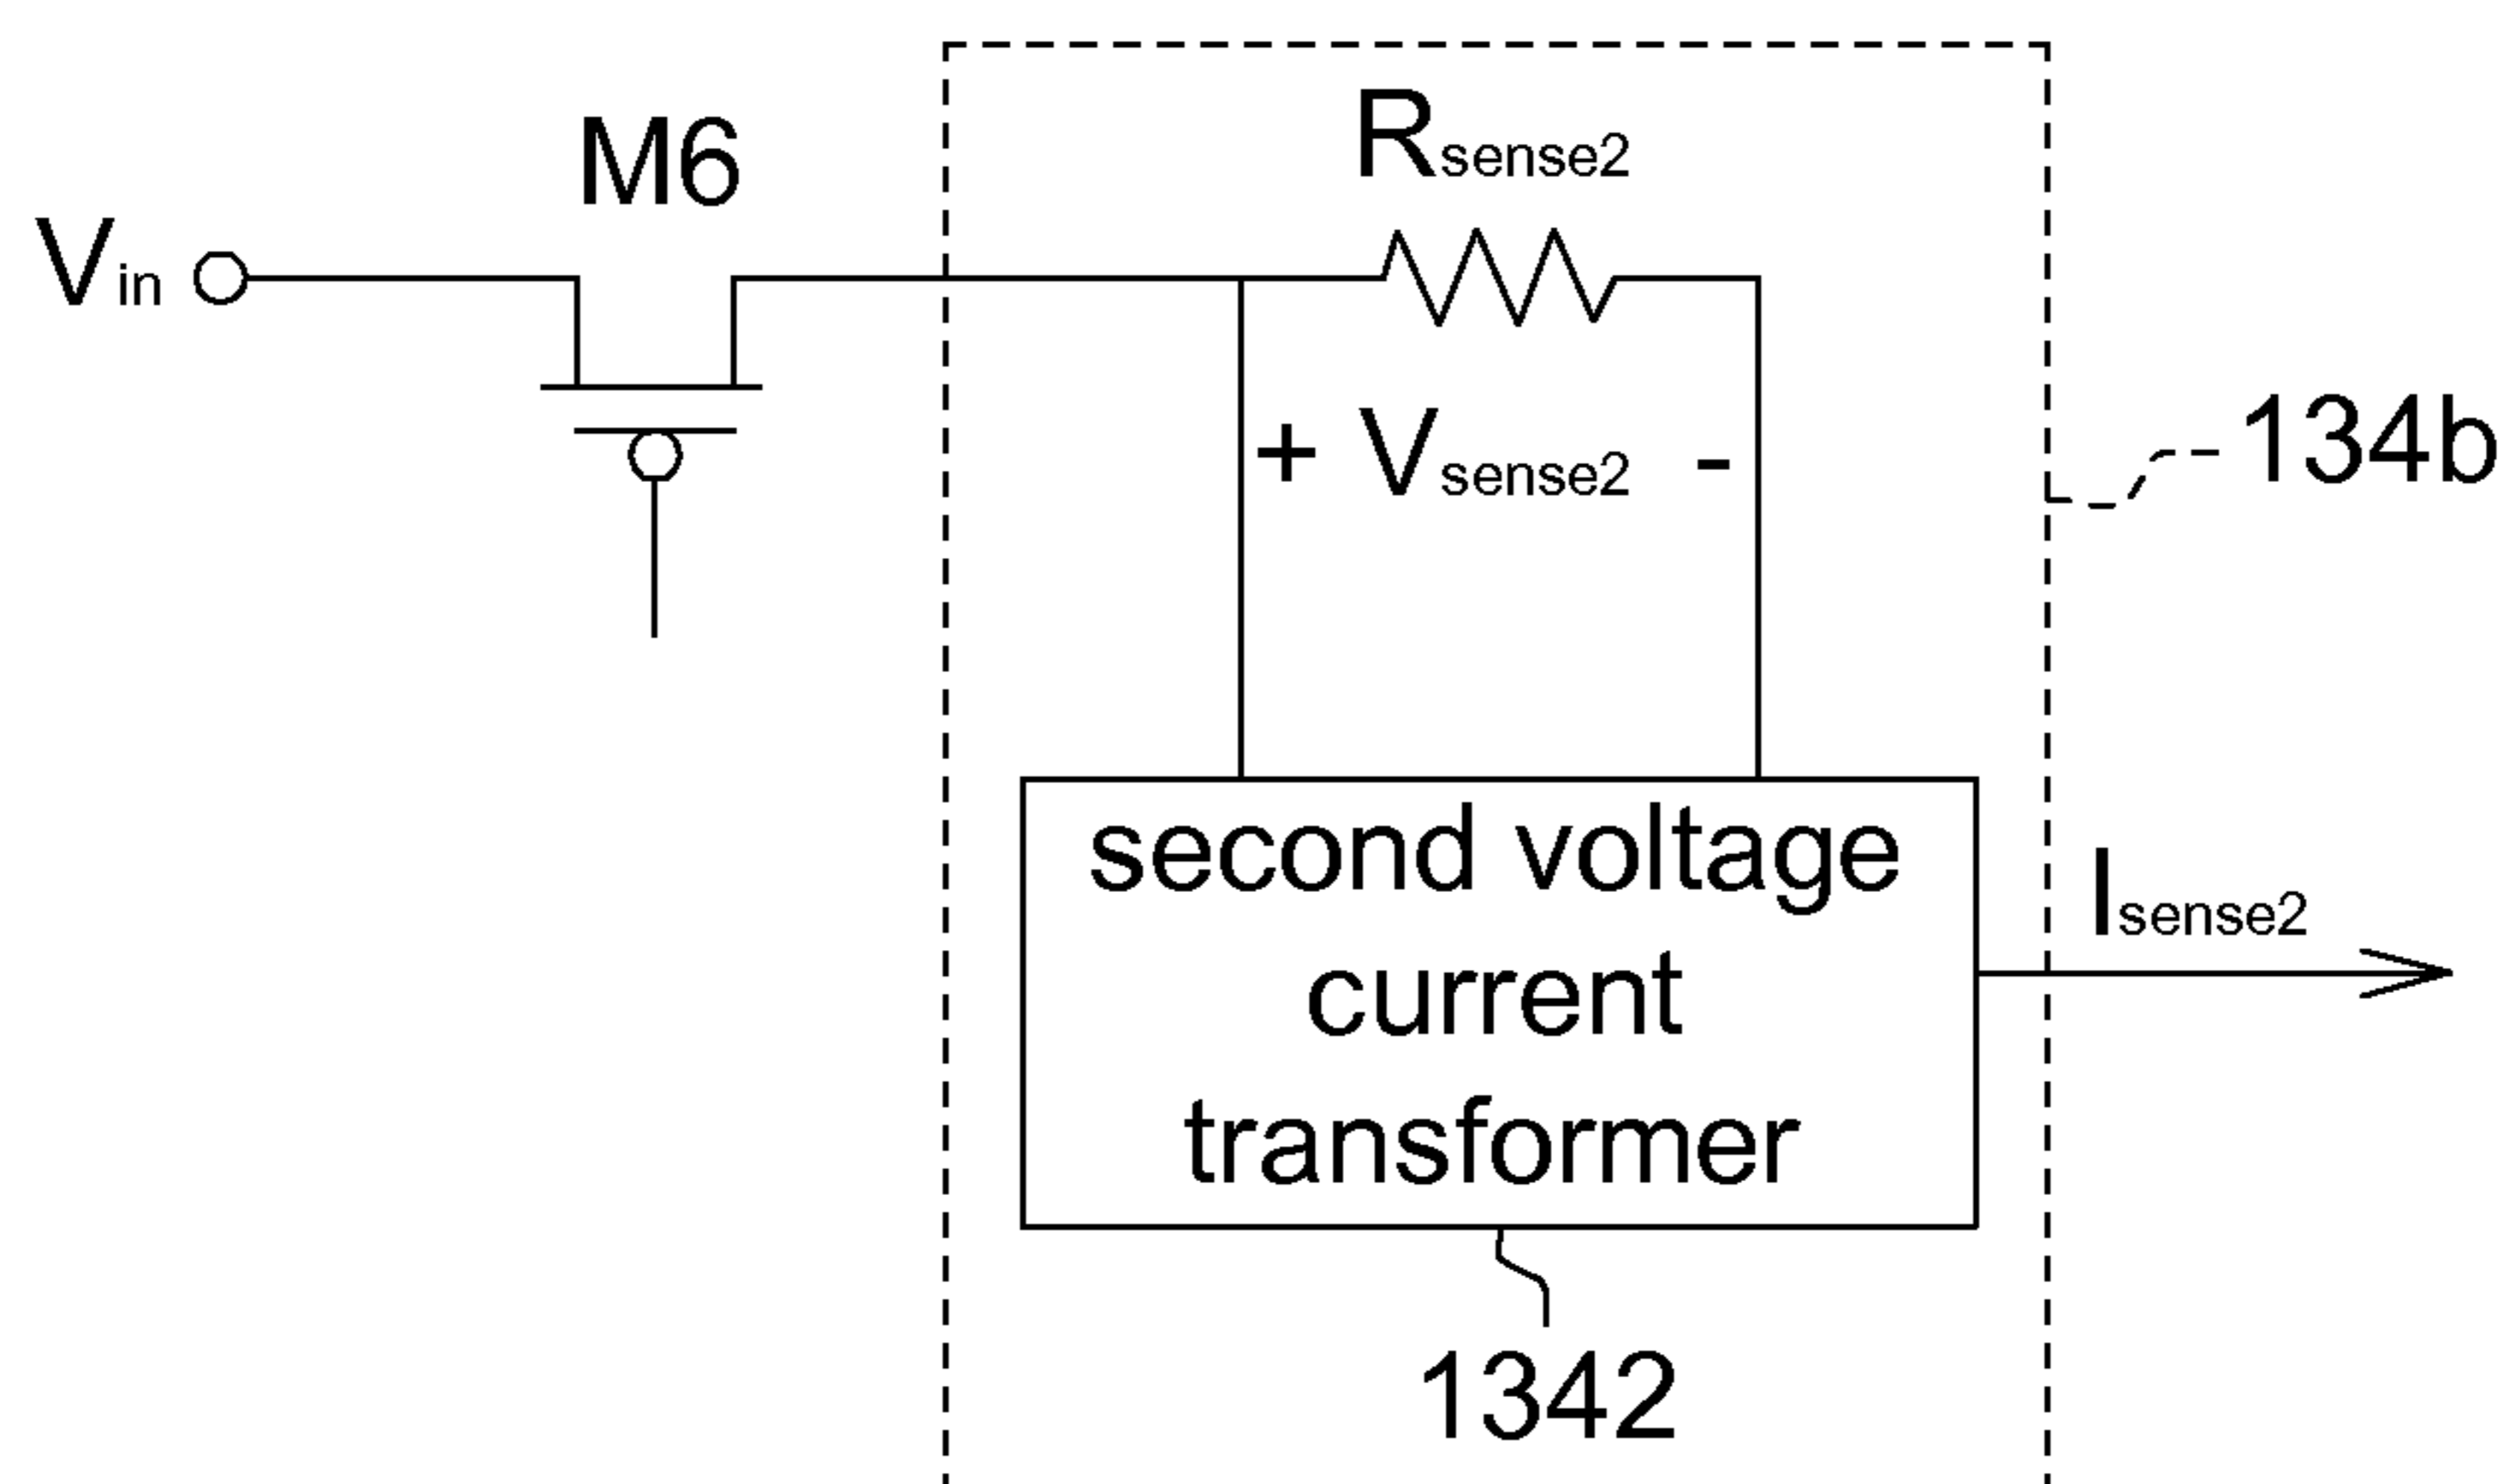 M6
Rsense2
Vin
+ Vsense2 -
134b
second voltage
current
transformer
Isense2
1342